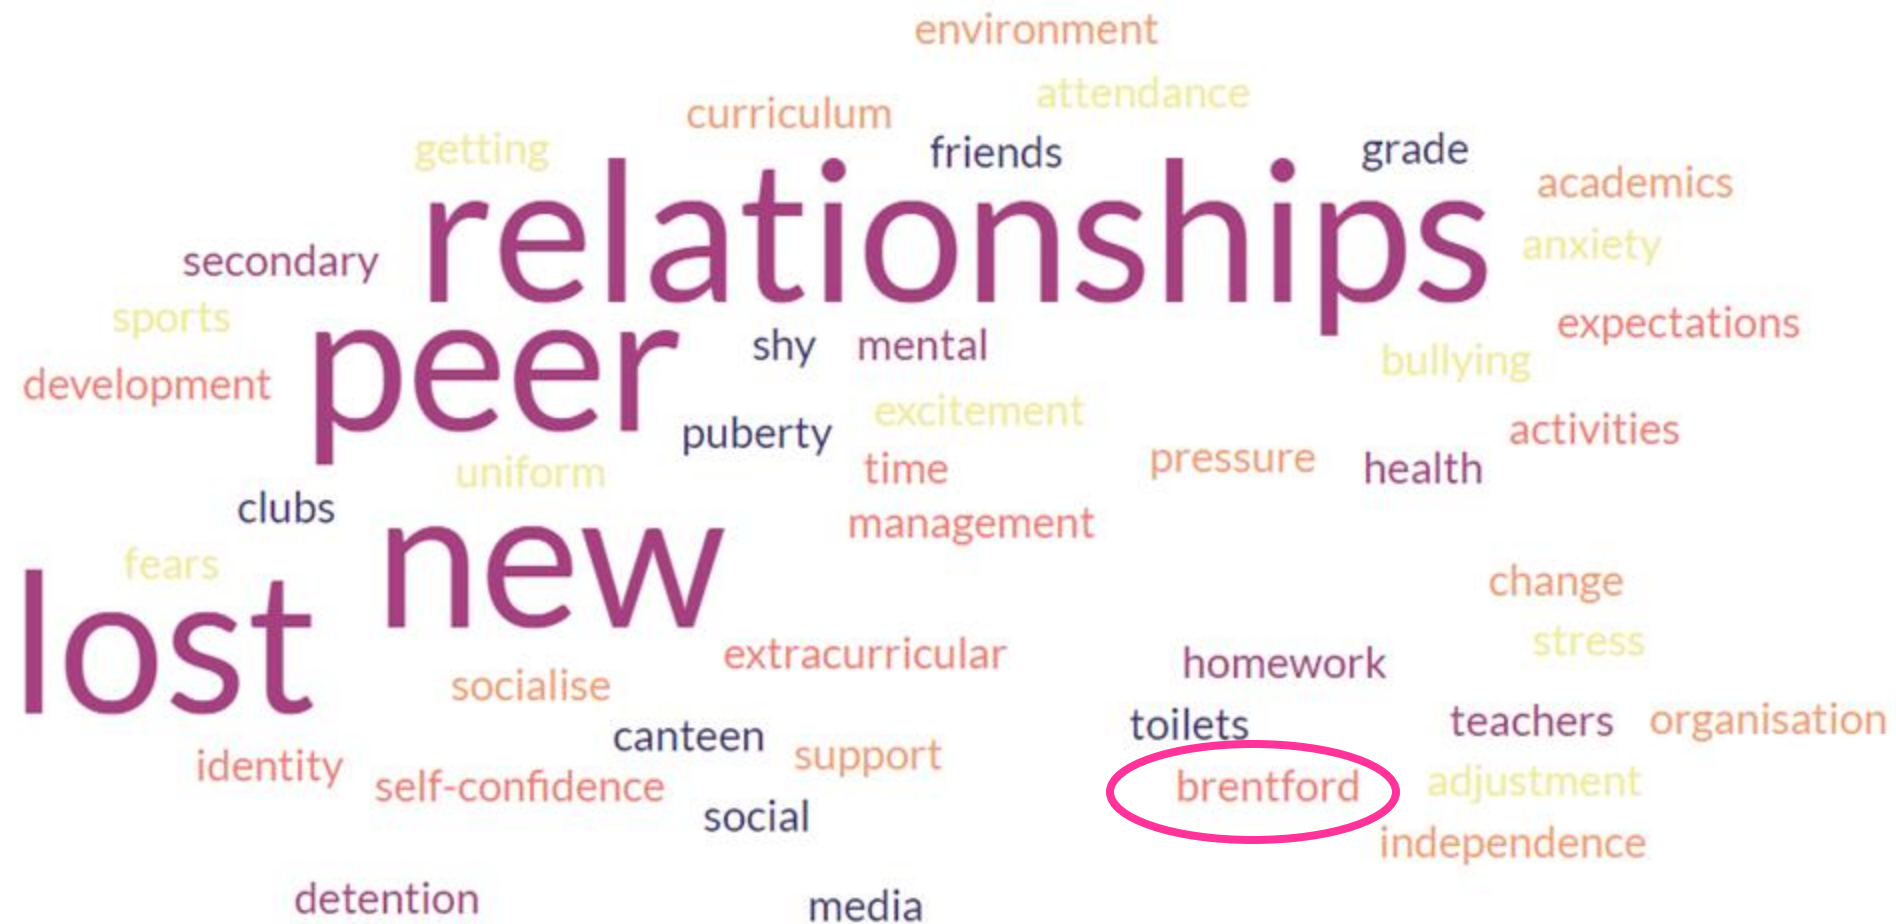 environment
attendance
curriculum
getting
friends
grade
relationships
academics
anxiety
secondary
sports
expectations
peer
shy
mental
bullying
development
excitement
puberty
activities
uniform
time
pressure
health
clubs
management
new
fears
lost
change
stress
extracurricular
homework
socialise
canteen
toilets
teachers
organisation
identity
support
self-confidence
brentford
adjustment
social
independence
detention
media